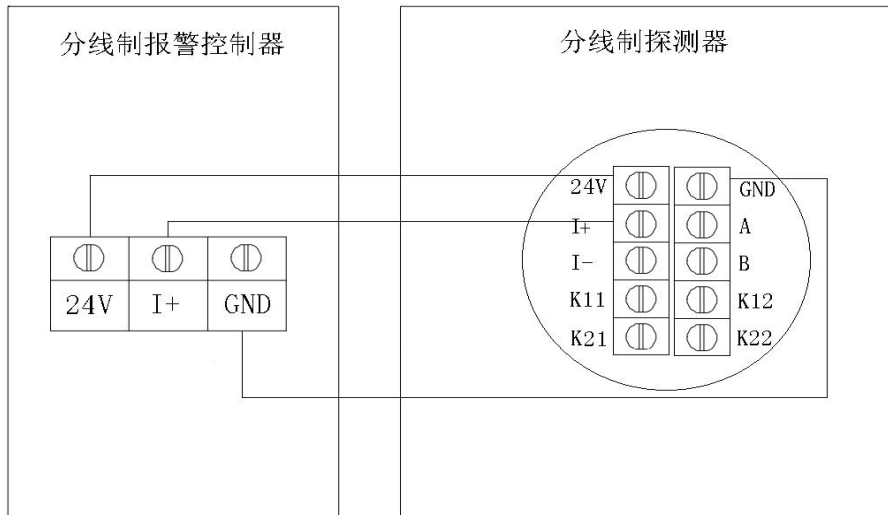 分线制报警控制器
分线制探测器
24V
I+
GND
24V
I+
I-
K11
K21
GND
A
B
K12
K22